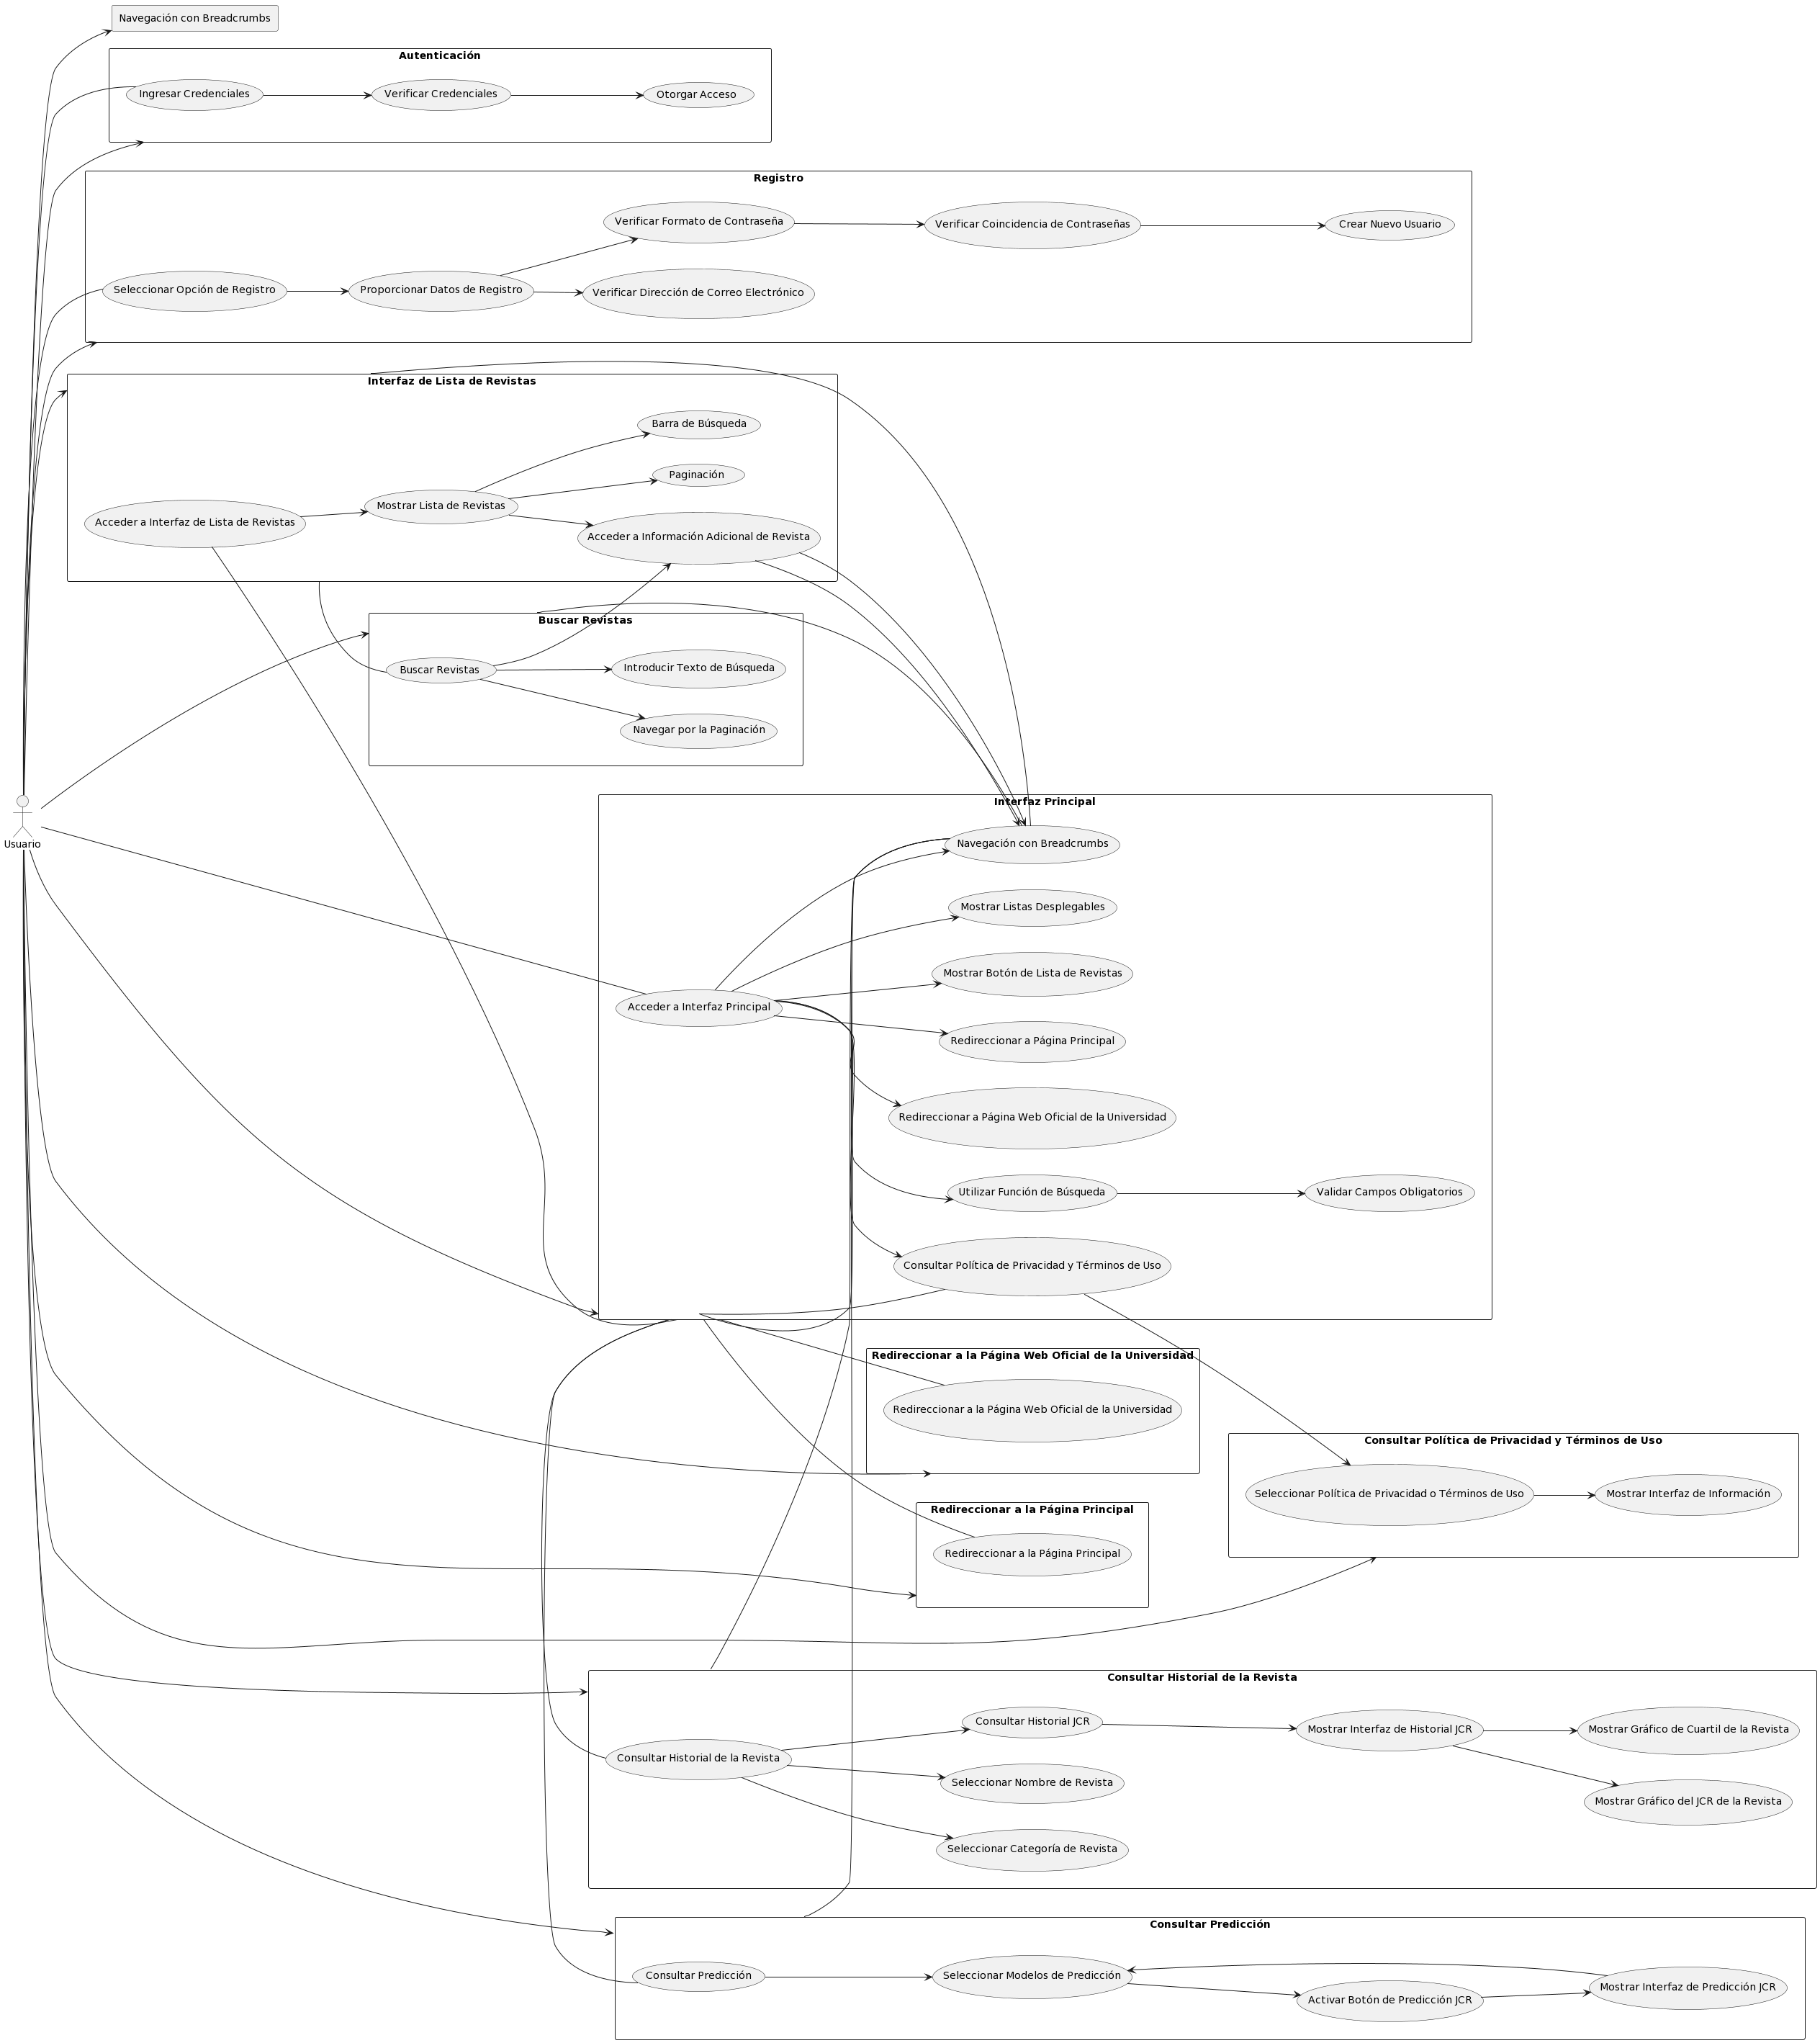 Navegación con Breadcrumbs
Autenticación
Ingresar Credenciales
Verificar Credenciales
Otorgar Acceso
Registro
Verificar Formato de Contraseña
Verificar Coincidencia de Contraseñas
Crear Nuevo Usuario
Seleccionar Opción de Registro
Proporcionar Datos de Registro
Verificar Dirección de Correo Electrónico
Interfaz de Lista de Revistas
Barra de Búsqueda
Paginación
Mostrar Lista de Revistas
Acceder a Interfaz de Lista de Revistas
Acceder a Información Adicional de Revista
Buscar Revistas
Buscar Revistas
Introducir Texto de Búsqueda
Navegar por la Paginación
Usuario
Interfaz Principal
Navegación con Breadcrumbs
Mostrar Listas Desplegables
Mostrar Botón de Lista de Revistas
Acceder a Interfaz Principal
Redireccionar a Página Principal
Redireccionar a Página Web Oficial de la Universidad
Utilizar Función de Búsqueda
Validar Campos Obligatorios
Consultar Política de Privacidad y Términos de Uso
Redireccionar a la Página Web Oficial de la Universidad
Redireccionar a la Página Web Oficial de la Universidad
Consultar Política de Privacidad y Términos de Uso
Seleccionar Política de Privacidad o Términos de Uso
Mostrar Interfaz de Información
Redireccionar a la Página Principal
Redireccionar a la Página Principal
Consultar Historial de la Revista
Consultar Historial JCR
Mostrar Interfaz de Historial JCR
Mostrar Gráfico de Cuartil de la Revista
Consultar Historial de la Revista
Seleccionar Nombre de Revista
Mostrar Gráfico del JCR de la Revista
Seleccionar Categoría de Revista
Consultar Predicción
Consultar Predicción
Seleccionar Modelos de Predicción
Activar Botón de Predicción JCR
Mostrar Interfaz de Predicción JCR